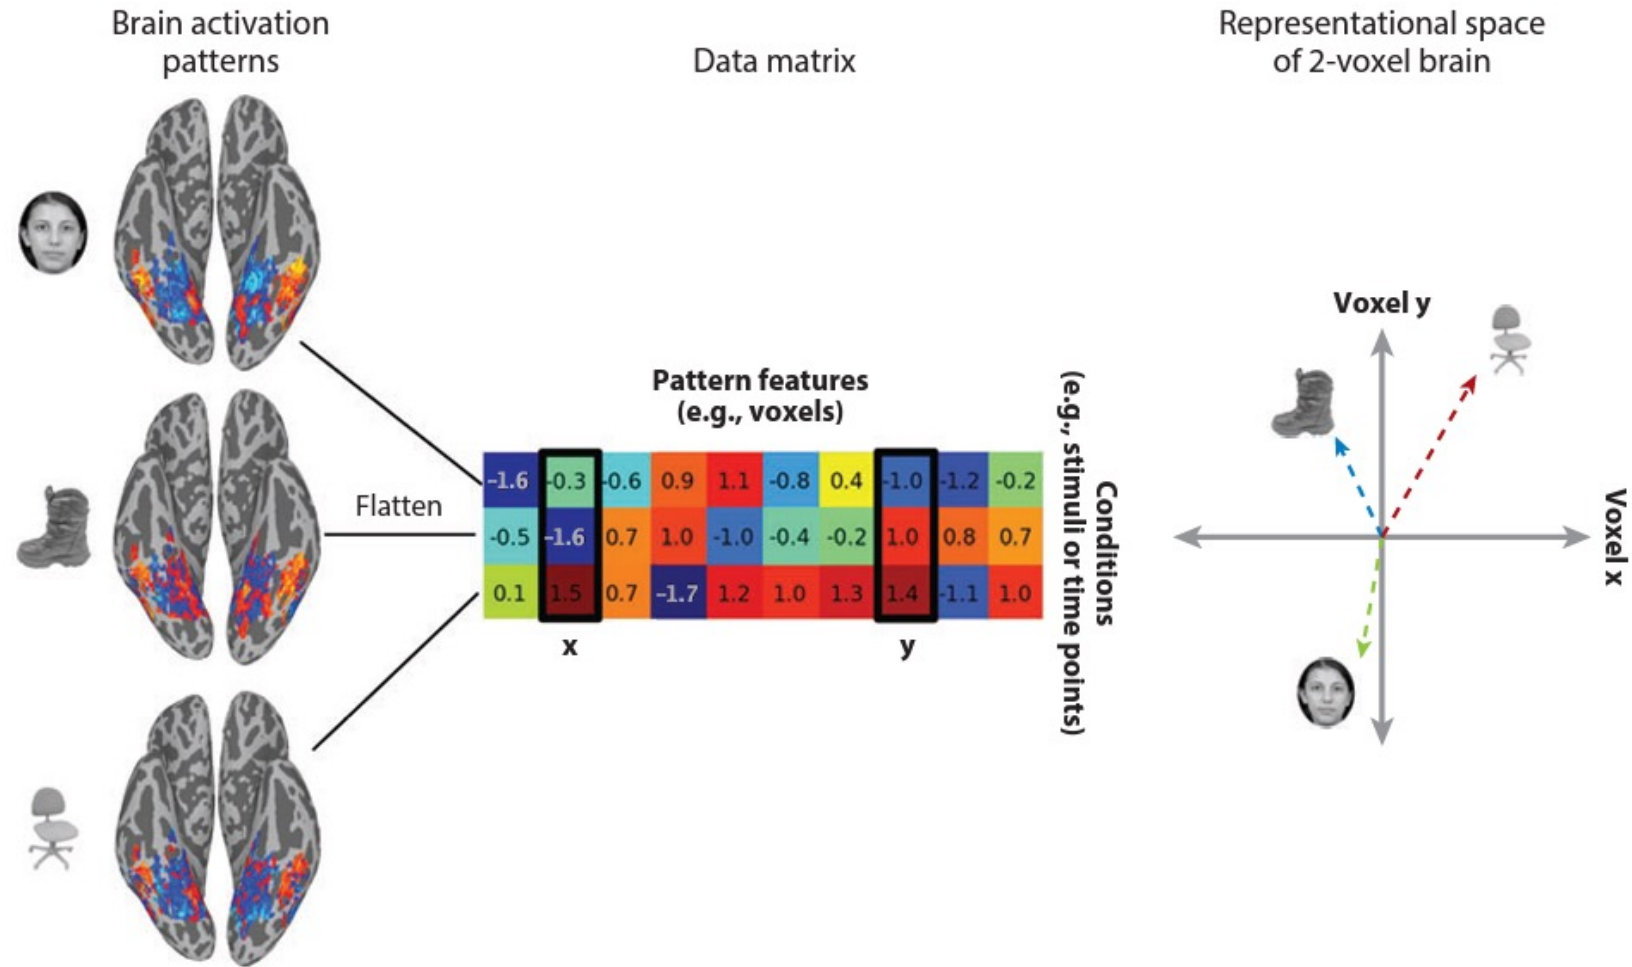 Brain activation
patterns
Data matrix
Representational space
of 2-voxel brain
Flatten
Pattern features
(e.g., voxels)
-1.6 -0.3 -0.6 0.9 1.1 -0.8 0.4 -1.0 -1.2 -0.2
-0.5 -1.6 0.7 1.0 -1.0 -0.4 -0.2 1.0 0.8 0.7
0.1 1.5 0.7 -1.7 1.2 1.0 1.3 1.4 -1.1 1.0
x
y
Conditions
(e.g., stimuli or time points)
Voxel y
Voxel x